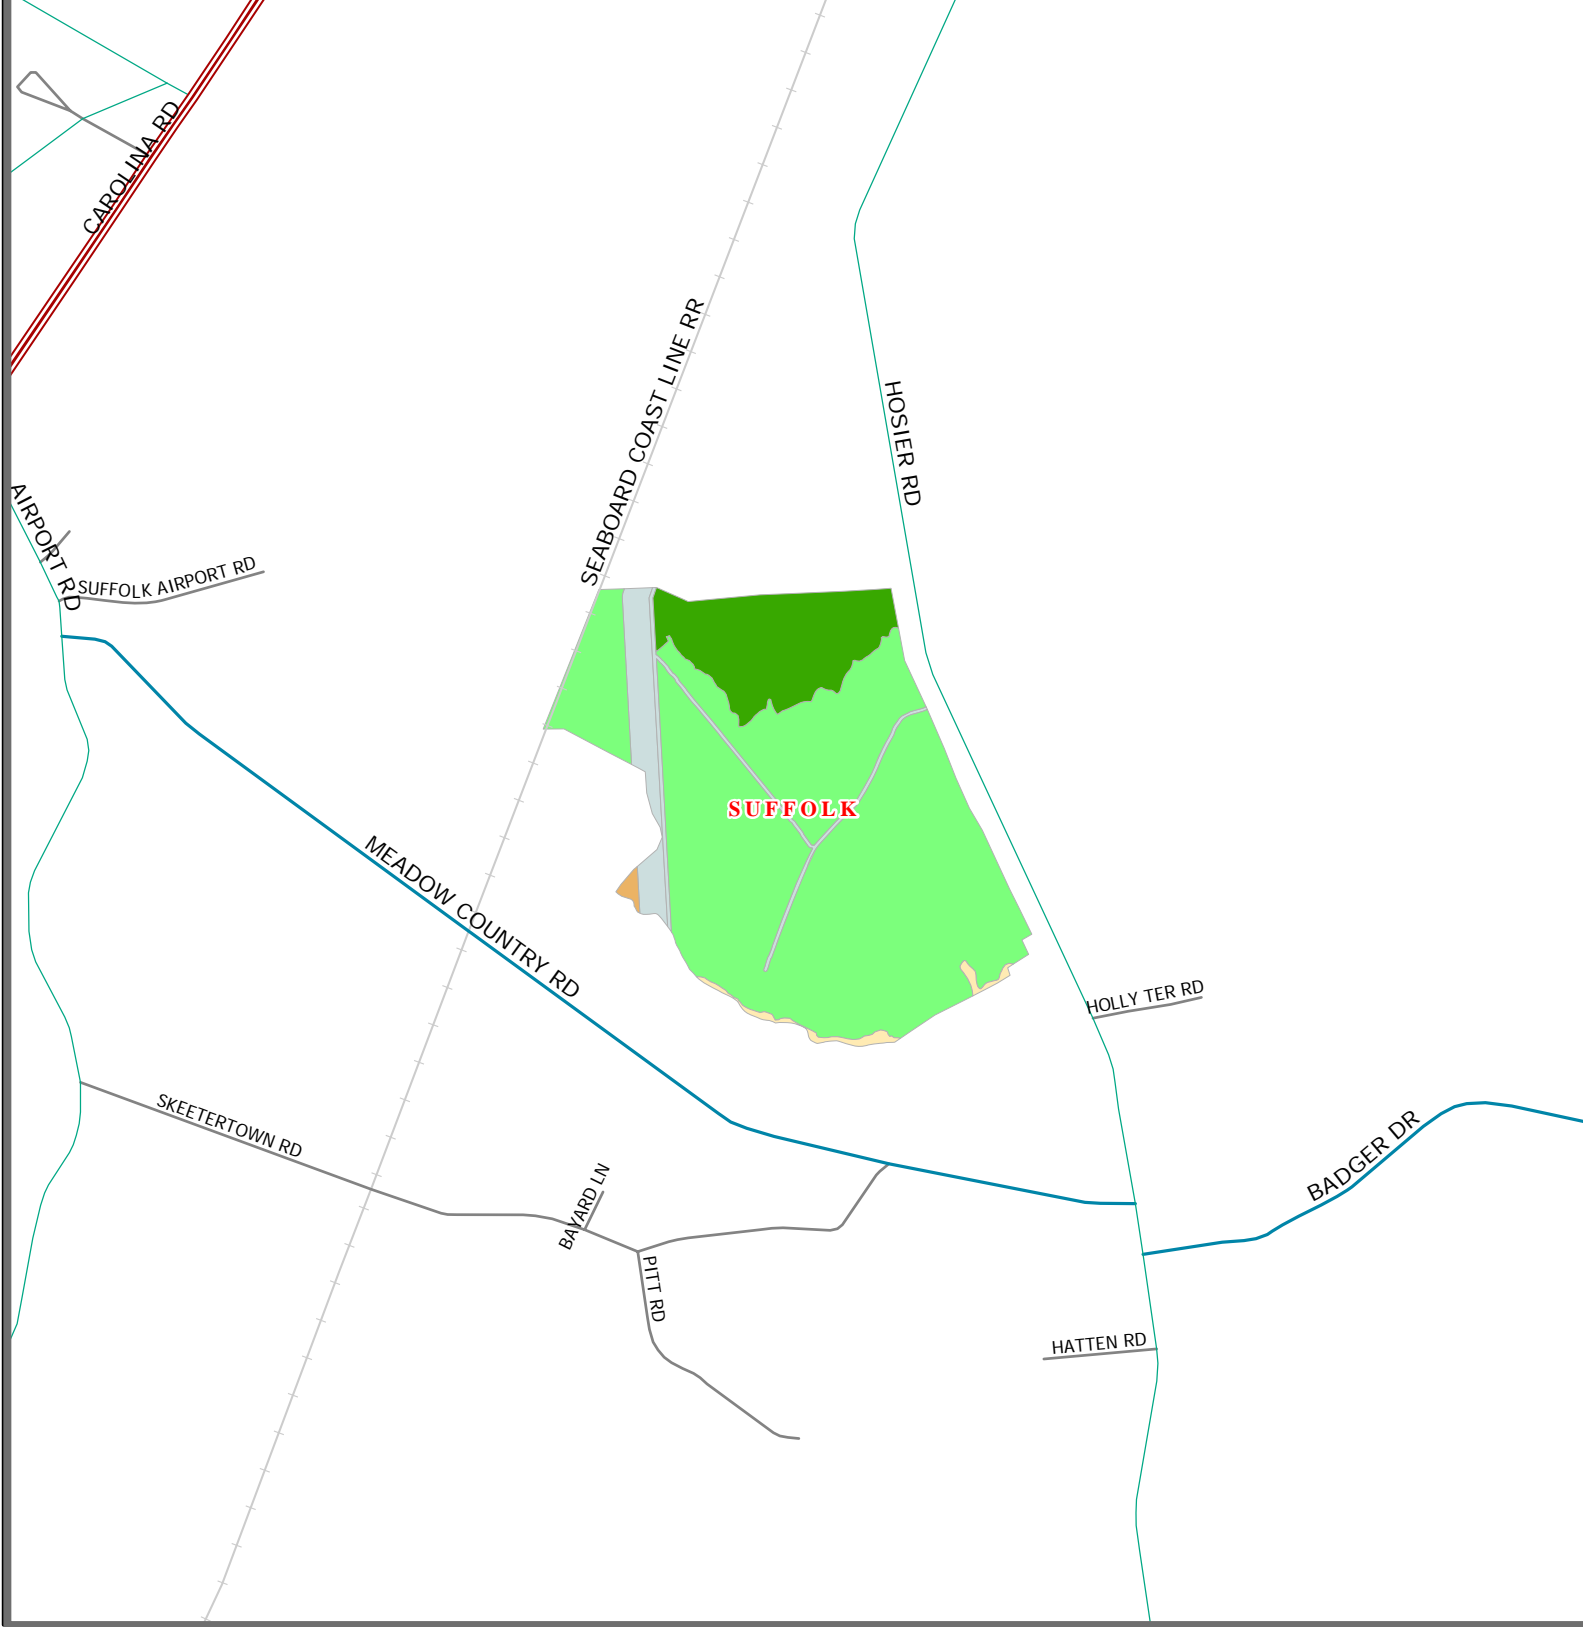 CAROLINA RD
SEABOARD COAST LINE RR
HOSIER RD
AIRPORT RD
SUFFOLK AIRPORT RD
SUFFOLK
MEADOW COUNTRY RD
HOLLY TER RD
SKEETERTOWN RD
BADGER DR
BAYARD LN
PITT RD
HATTEN RD